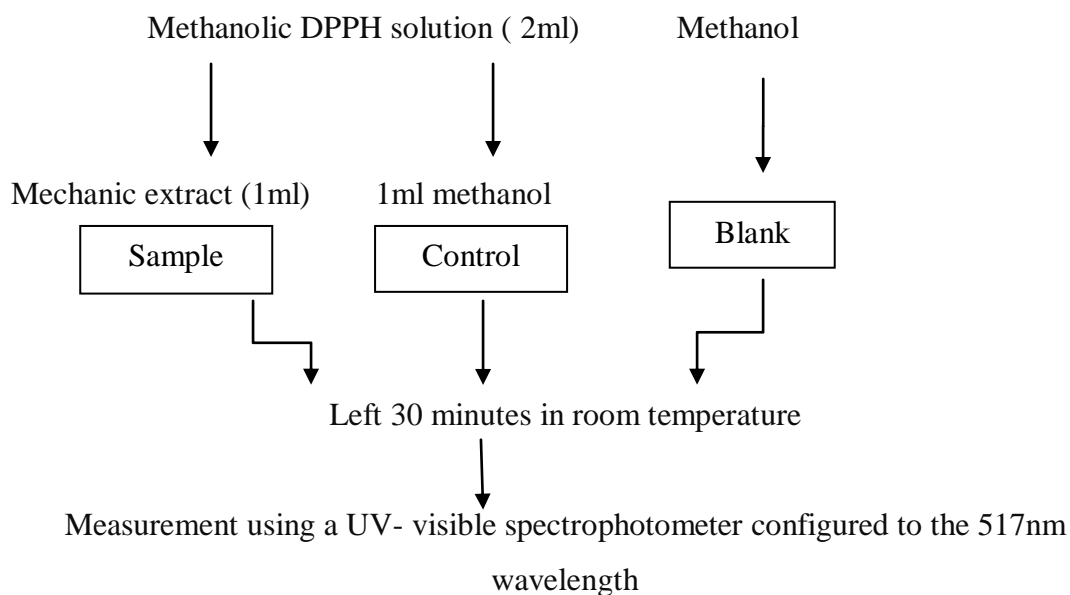 Methanolic DPPH solution ( 2ml) Methanol
Mechanic extract (1ml) 1ml methanol
Sample Control Blank
Left 30 minutes in room temperature
Measurement using a UV- visible spectrophotometer configured to the 517nm
wavelength